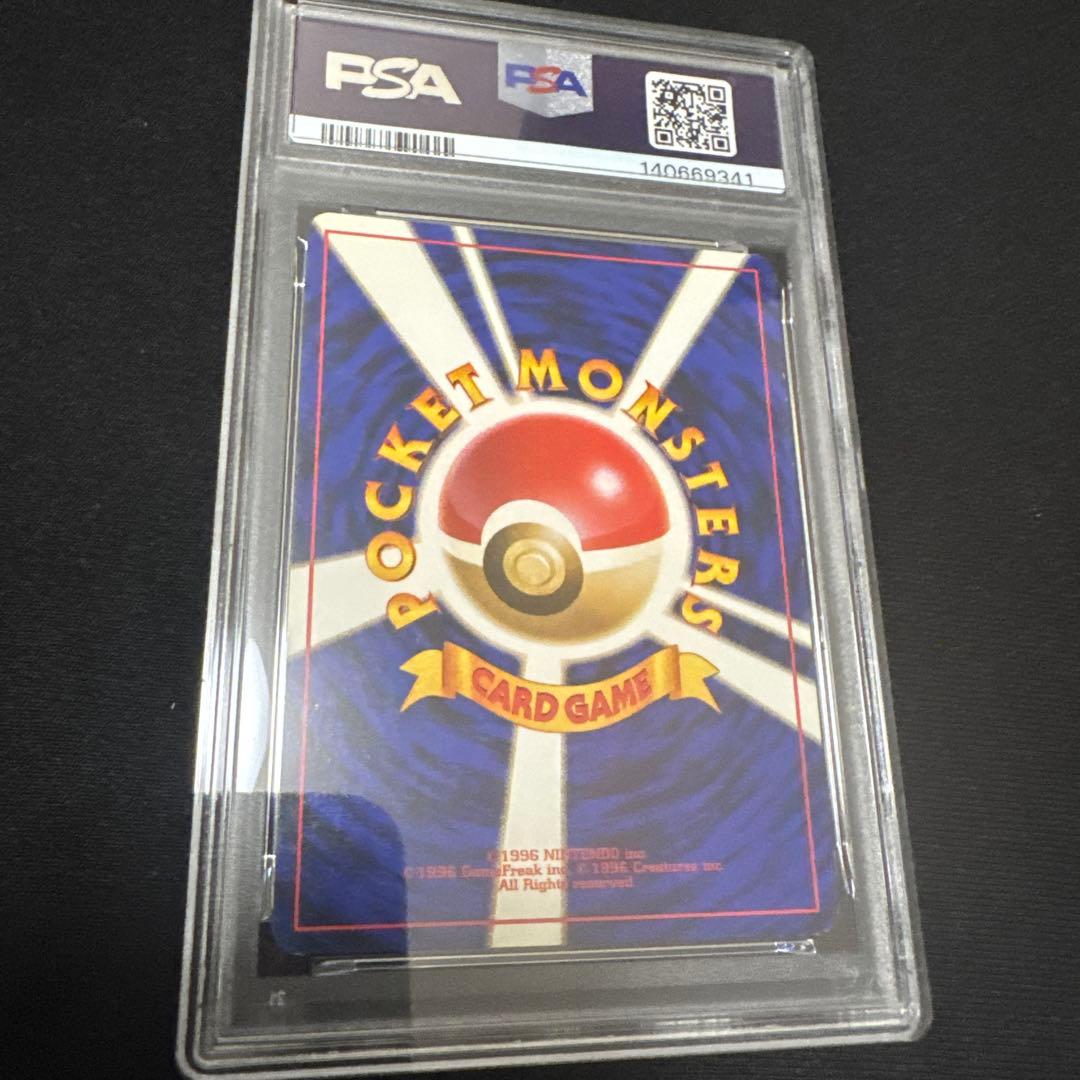 PSA
PSA
140669341
POCKET MONSTERS
CARD GAME
©1996 NINTENDO inc.
©1996 GameFreak inc. ©1996 Creatures inc.
All Rights reserved.